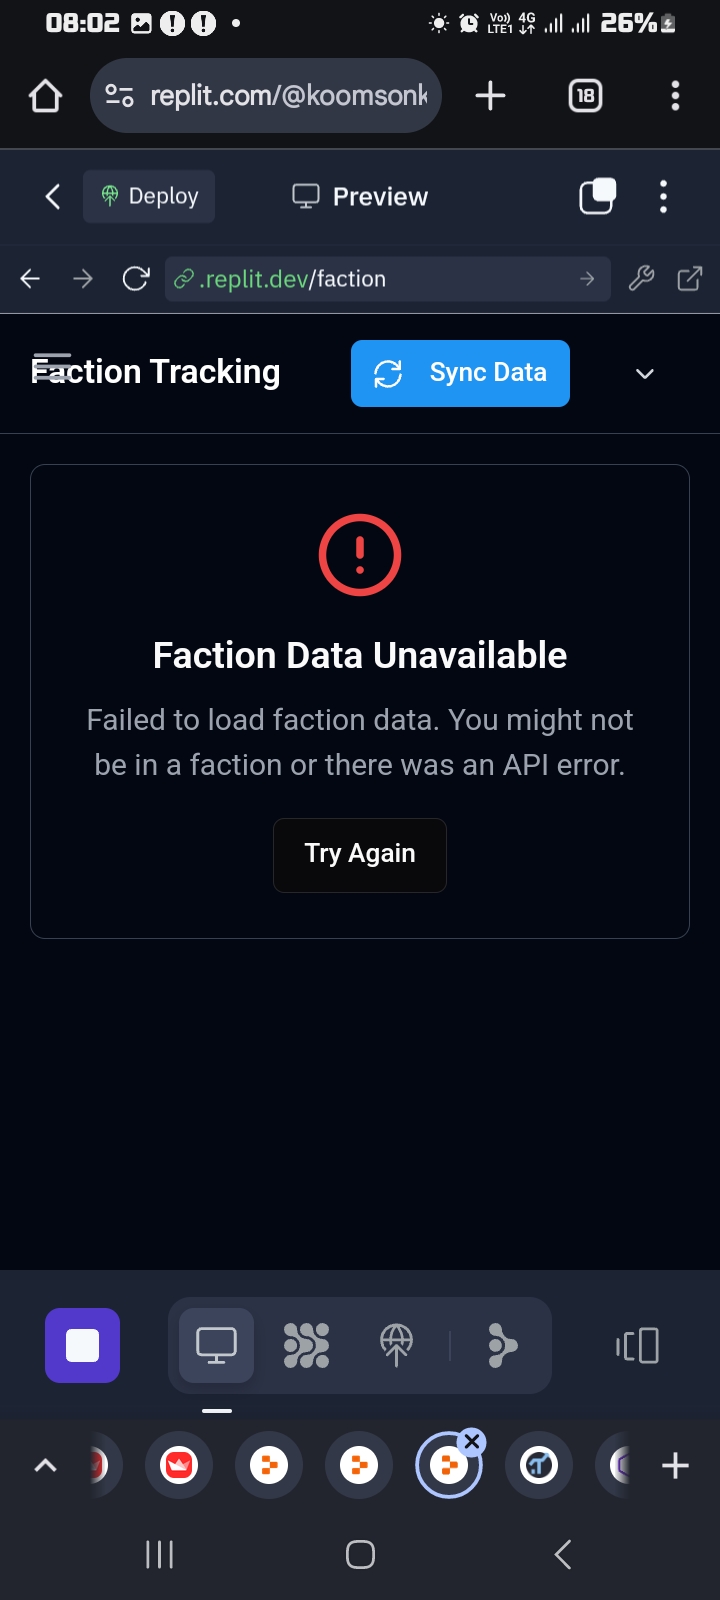 08:02
Vo)) 4G
LTE1
26%
replit.com/@koomsonk
18
Deploy
Preview
.replit.dev/faction
Faction Tracking
Sync Data
Faction Data Unavailable
Failed to load faction data. You might not
be in a faction or there was an API error.
Try Again